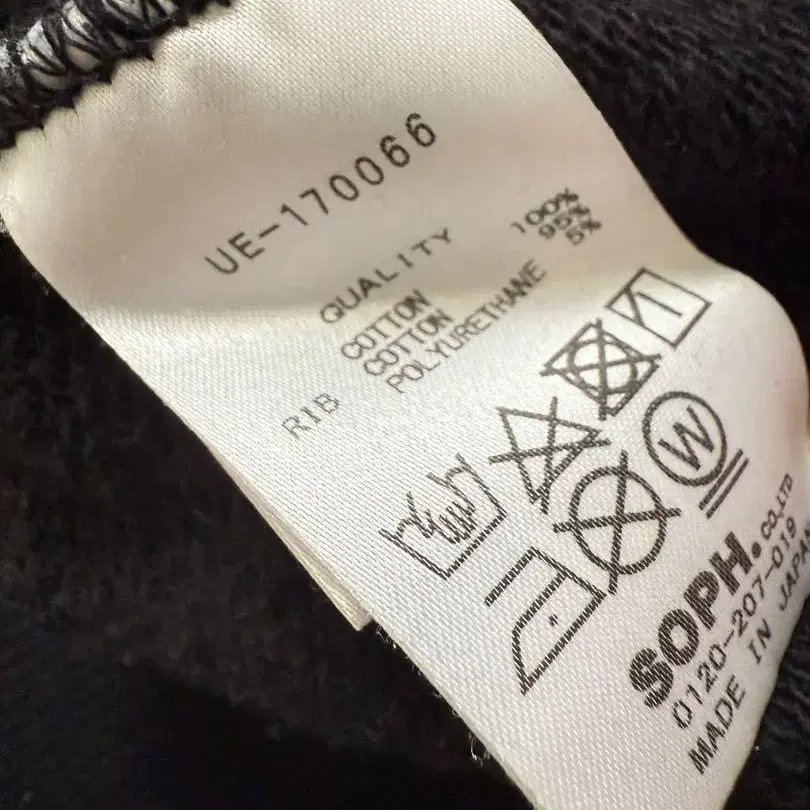 UE-170066
QUALITY
COTTON 100%
RIB COTTON 95%
POLYURETHANE 5%
W
SOPH. CO.,LTD
0120-207-019
MADE IN JAPAN